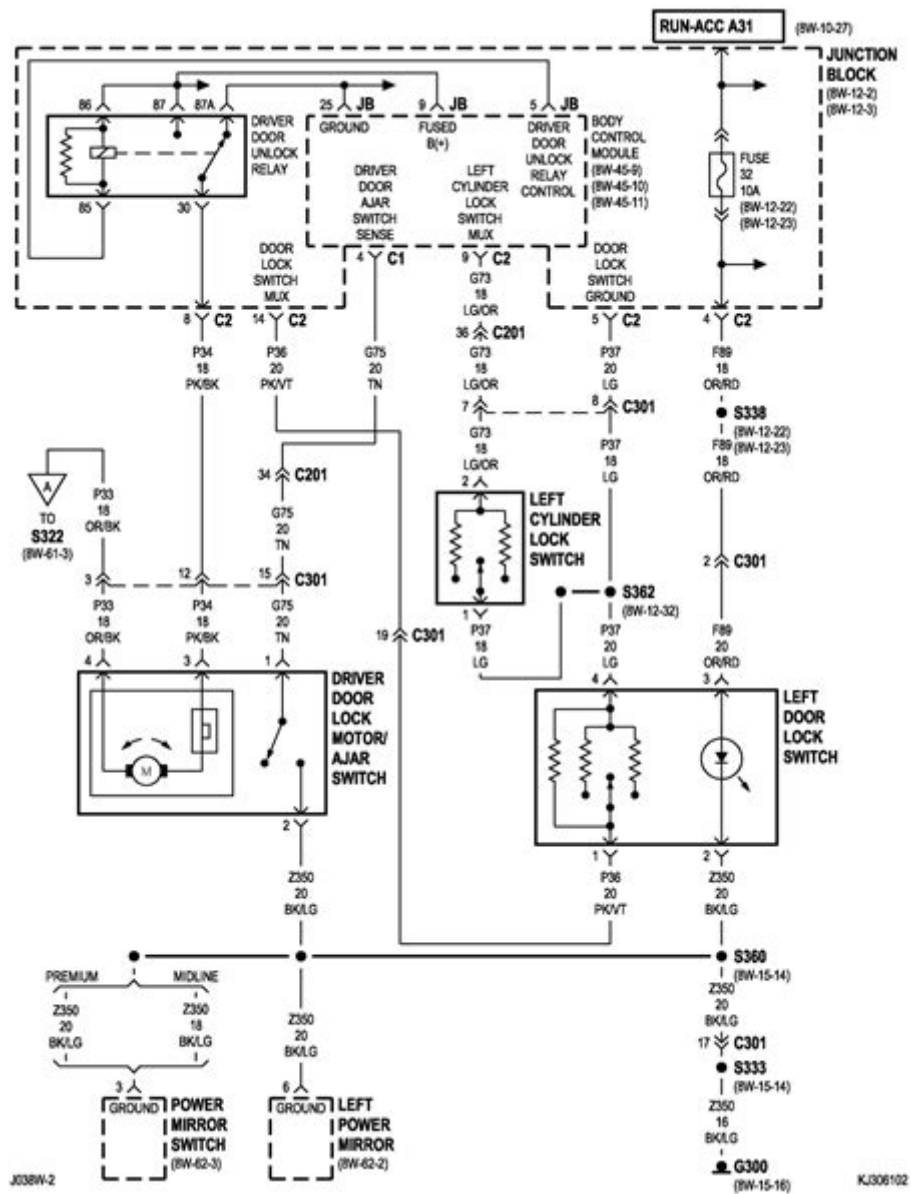 RUN-ACC A31
(8W-10-27)
JUNCTION
BLOCK
(8W-12-2)
(8W-12-3)
86
87
87A
25
JB
9
JB
5
JB
DRIVER
DOOR
UNLOCK
RELAY
GROUND
FUSED
B(+)
DRIVER
DOOR
UNLOCK
RELAY
CONTROL
BODY
CONTROL
MODULE
(8W-45-9)
(8W-45-10)
(8W-45-11)
DRIVER
DOOR
AJAR
SWITCH
SENSE
LEFT
CYLINDER
LOCK
SWITCH
MUX
FUSE
32
10A
(8W-12-22)
(8W-12-23)
85
30
DOOR
LOCK
SWITCH
MUX
4
C1
9
C2
DOOR
LOCK
SWITCH
GROUND
G73
18
LG/OR
8
C2
14
C2
36
C201
5
C2
4
C2
P34
18
PK/BK
P36
20
PK/VT
G75
20
TN
G73
18
LG/OR
P37
20
LG
F89
18
OR/RD
7
8
C301
S338
(8W-12-22)
(8W-12-23)
G73
18
LG/OR
P37
18
LG
F89
18
OR/RD
A
TO
S322
(8W-61-3)
P33
18
OR/BK
34
C201
G75
20
TN
2
LEFT
CYLINDER
LOCK
SWITCH
2
C301
3
12
15
C301
S362
(8W-12-32)
P33
18
OR/BK
P34
18
PK/BK
G75
20
TN
19
C301
1
P37
18
LG
P37
20
LG
F89
20
OR/RD
4
3
1
4
3
DRIVER
DOOR
LOCK
MOTOR/
AJAR
SWITCH
M
LEFT
DOOR
LOCK
SWITCH
2
1
2
Z350
20
BK/LG
P36
20
PK/VT
Z350
20
BK/LG
S360
(8W-15-14)
PREMIUM
MIDLINE
Z350
20
BK/LG
Z350
18
BK/LG
Z350
20
BK/LG
Z350
20
BK/LG
17
C301
S333
(8W-15-14)
3
6
GROUND
POWER
MIRROR
SWITCH
(8W-62-3)
GROUND
LEFT
POWER
MIRROR
(8W-62-2)
Z350
16
BK/LG
G300
(8W-15-16)
J038W-2
KJ306102